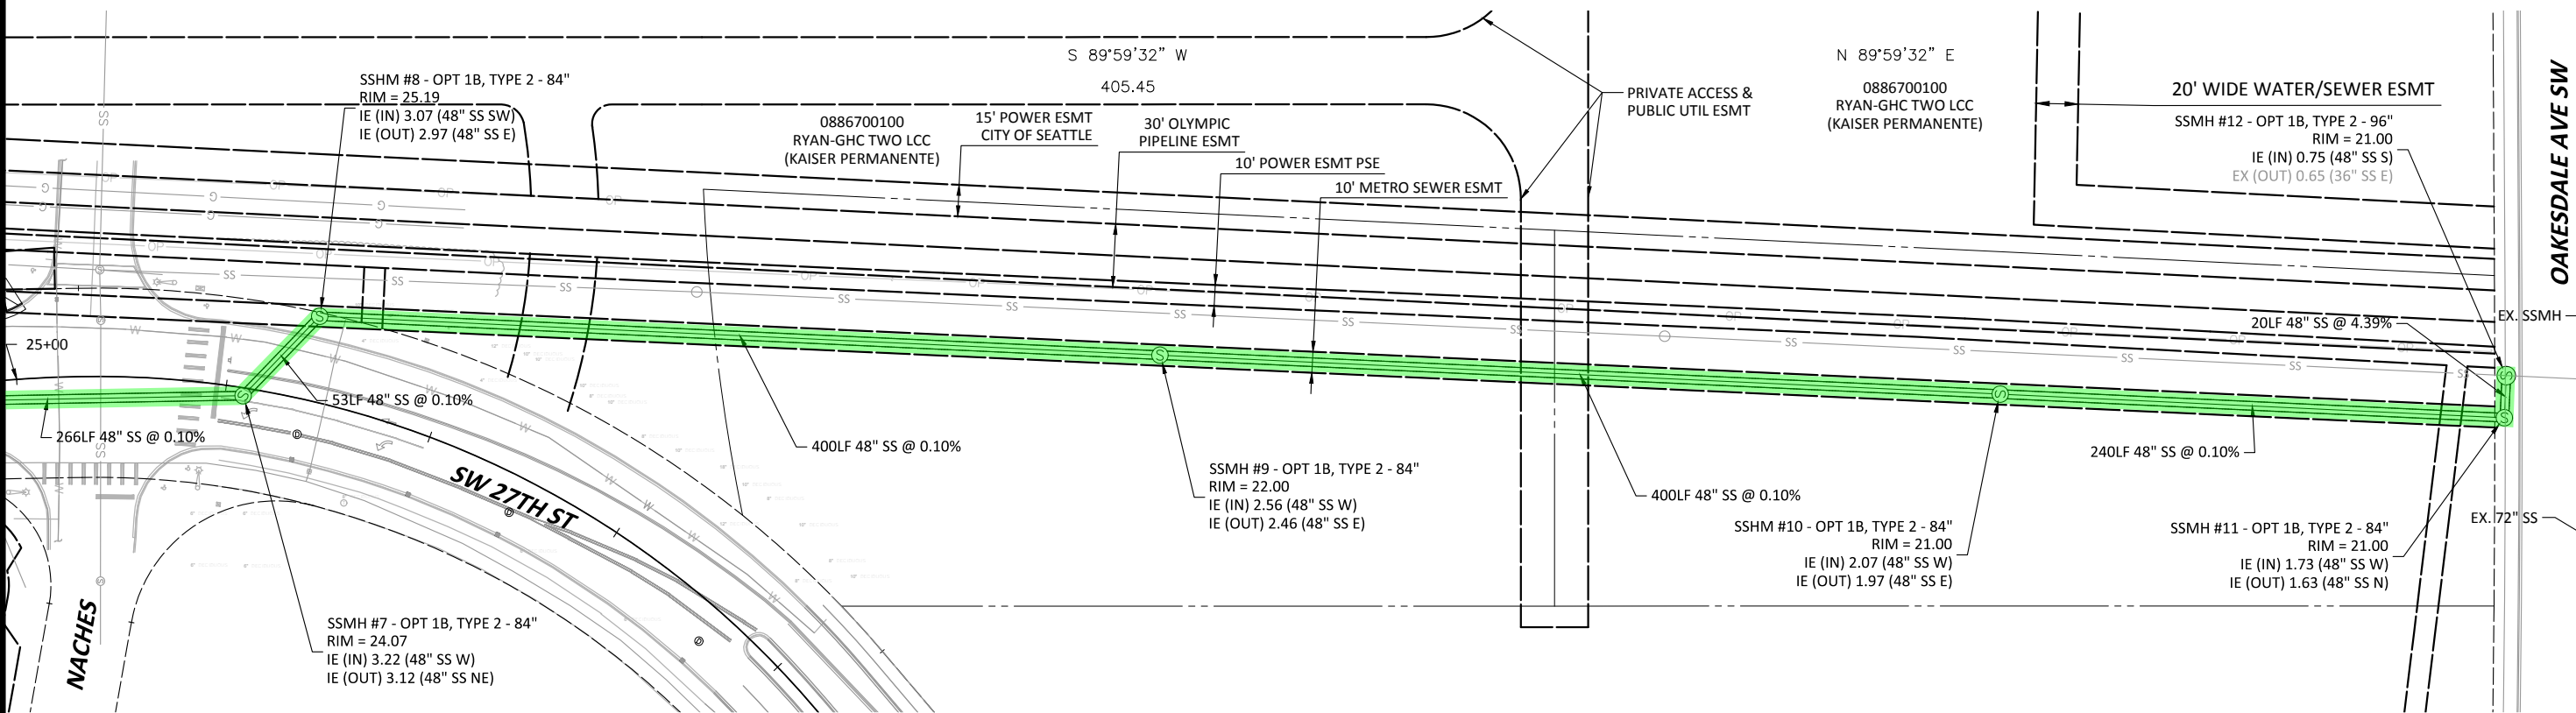 S 89°59'32” W
405.45
N 89°59'32” E
0886700100
RYAN-GHC TWO LCC
(KAISER PERMANENTE)
20' WIDE WATER/SEWER ESMT
SSMH #12 - OPT 1B, TYPE 2 - 96"
RIM = 21.00
IE (IN) 0.75 (48" SS S)
EX (OUT) 0.65 (36" SS E)
OAKESDALE AVE SW
SSHM #8 - OPT 1B, TYPE 2 - 84"
RIM = 25.19
IE (IN) 3.07 (48" SS SW)
IE (OUT) 2.97 (48" SS E)
0886700100
RYAN-GHC TWO LCC
(KAISER PERMANENTE)
15' POWER ESMT
CITY OF SEATTLE
30' OLYMPIC
PIPELINE ESMT
10' POWER ESMT PSE
10' METRO SEWER ESMT
PRIVATE ACCESS &
PUBLIC UTIL ESMT
EX. SSMH
20LF 48" SS @ 4.39%
25+00
53LF 48" SS @ 0.10%
266LF 48" SS @ 0.10%
400LF 48" SS @ 0.10%
240LF 48" SS @ 0.10%
SW 27TH ST
SSMH #9 - OPT 1B, TYPE 2 - 84"
RIM = 22.00
IE (IN) 2.56 (48" SS W)
IE (OUT) 2.46 (48" SS E)
400LF 48" SS @ 0.10%
SSHM #10 - OPT 1B, TYPE 2 - 84"
RIM = 21.00
IE (IN) 2.07 (48" SS W)
IE (OUT) 1.97 (48" SS E)
EX. 72" SS
SSMH #11 - OPT 1B, TYPE 2 - 84"
RIM = 21.00
IE (IN) 1.73 (48" SS W)
IE (OUT) 1.63 (48" SS N)
NACHES
SSMH #7 - OPT 1B, TYPE 2 - 84"
RIM = 24.07
IE (IN) 3.22 (48" SS W)
IE (OUT) 3.12 (48" SS NE)